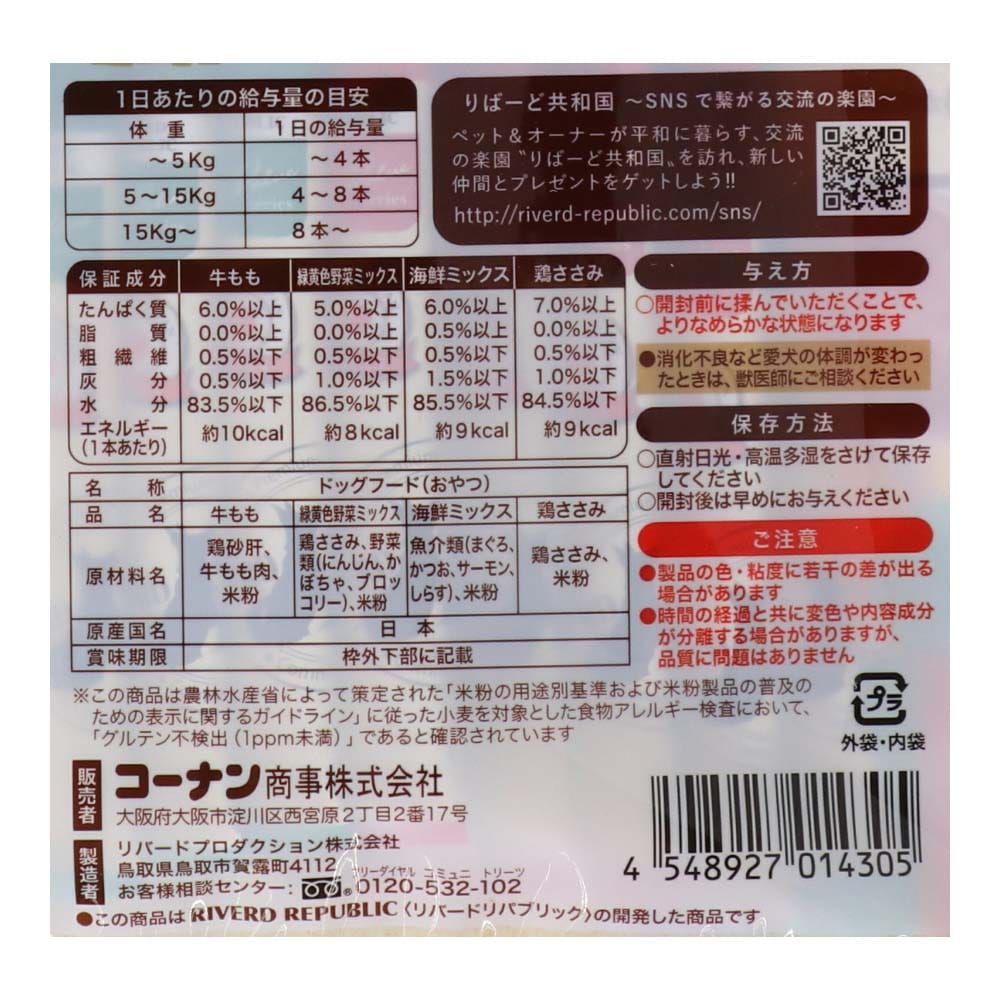 1日あたりの給与量の目安
体 重 1日の給与量
～5Kg ～4本
5～15Kg 4～8本
15Kg～ 8本～
りばーど共和国 ～SNSで繋がる交流の楽園～
ペット&オーナーが平和に暮らす、交流
の楽園〝りばーど共和国〟を訪れ、新しい
仲間とプレゼントをゲットしよう!!
http://riverd-republic.com/sns/
保証成分 牛もも 緑黄色野菜ミックス 海鮮ミックス 鶏ささみ
たんぱく質 6.0%以上 5.0%以上 6.0%以上 7.0%以上
脂 質 0.0%以上 0.0%以上 0.5%以上 0.0%以上
粗 繊 維 0.5%以下 0.5%以下 0.5%以下 0.5%以下
灰 分 0.5%以下 1.0%以下 1.5%以下 1.0%以下
水 分 83.5%以下 86.5%以下 85.5%以下 84.5%以下
エネルギー 約10kcal 約8kcal 約9kcal 約9kcal
(1本あたり)
与え方
○開封前に揉んでいただくことで、
よりなめらかな状態になります
●消化不良など愛犬の体調が変わっ
たときは、獣医師にご相談ください
保存方法
○直射日光・高温多湿をさけて保存
してください
○開封後は早めにお与えください
名 称 ドッグフード(おやつ)
品 名 牛もも 緑黄色野菜ミックス 海鮮ミックス 鶏ささみ
原材料名
鶏砂肝、
牛もも肉、
米粉
鶏ささみ、野菜
類(にんじん、か
ぼちゃ、ブロッ
コリー)、米粉
魚介類(まぐろ、
かつお、サーモン、
しらす)、米粉
鶏ささみ、
米粉
原産国名 日 本
賞味期限 枠外下部に記載
ご注意
●製品の色・粘度に若干の差が出る
場合があります
●時間の経過と共に変色や内容成分
が分離する場合がありますが、
品質に問題はありません
※この商品は農林水産省によって策定された「米粉の用途別基準および米粉製品の普及の
ための表示に関するガイドライン」に従った小麦を対象とした食物アレルギー検査において、
「グルテン不検出(1ppm未満)」であると確認されています
プラ
外袋・内袋
販売者
コーナン商事株式会社
大阪府大阪市淀川区西宮原2丁目2番17号
製造者
リバードプロダクション株式会社
鳥取県鳥取市賀露町4112
フリーダイヤル コミュニ トリーツ
お客様相談センター: 0120-532-102
●この商品は RIVERD REPUBLIC〈リバードリパブリック〉の開発した商品です
4 548927 014305